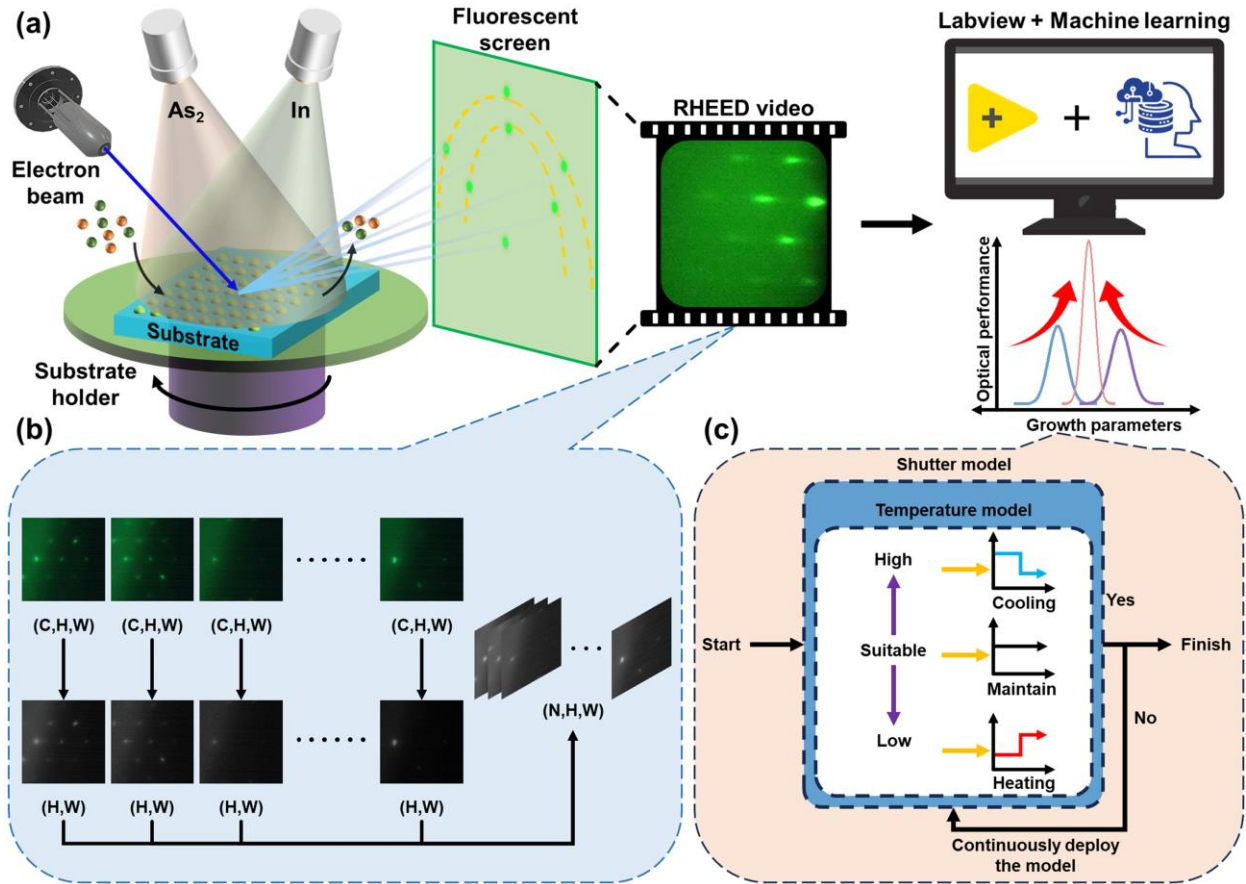 (a)
Fluorescent
screen
Labview + Machine learning
As₂
In
RHEED video
Electron
beam
+
+
Substrate
Substrate
holder
Optical performance
Growth parameters
(b)
(C,H,W)
(C,H,W)
(C,H,W)
......
(C,H,W)
...
(N,H,W)
......
(H,W)
(H,W)
(H,W)
(H,W)
(c)
Shutter model
Temperature model
High
Cooling
Yes
Start
Suitable
Maintain
Finish
No
Low
Heating
Continuously deploy
the model